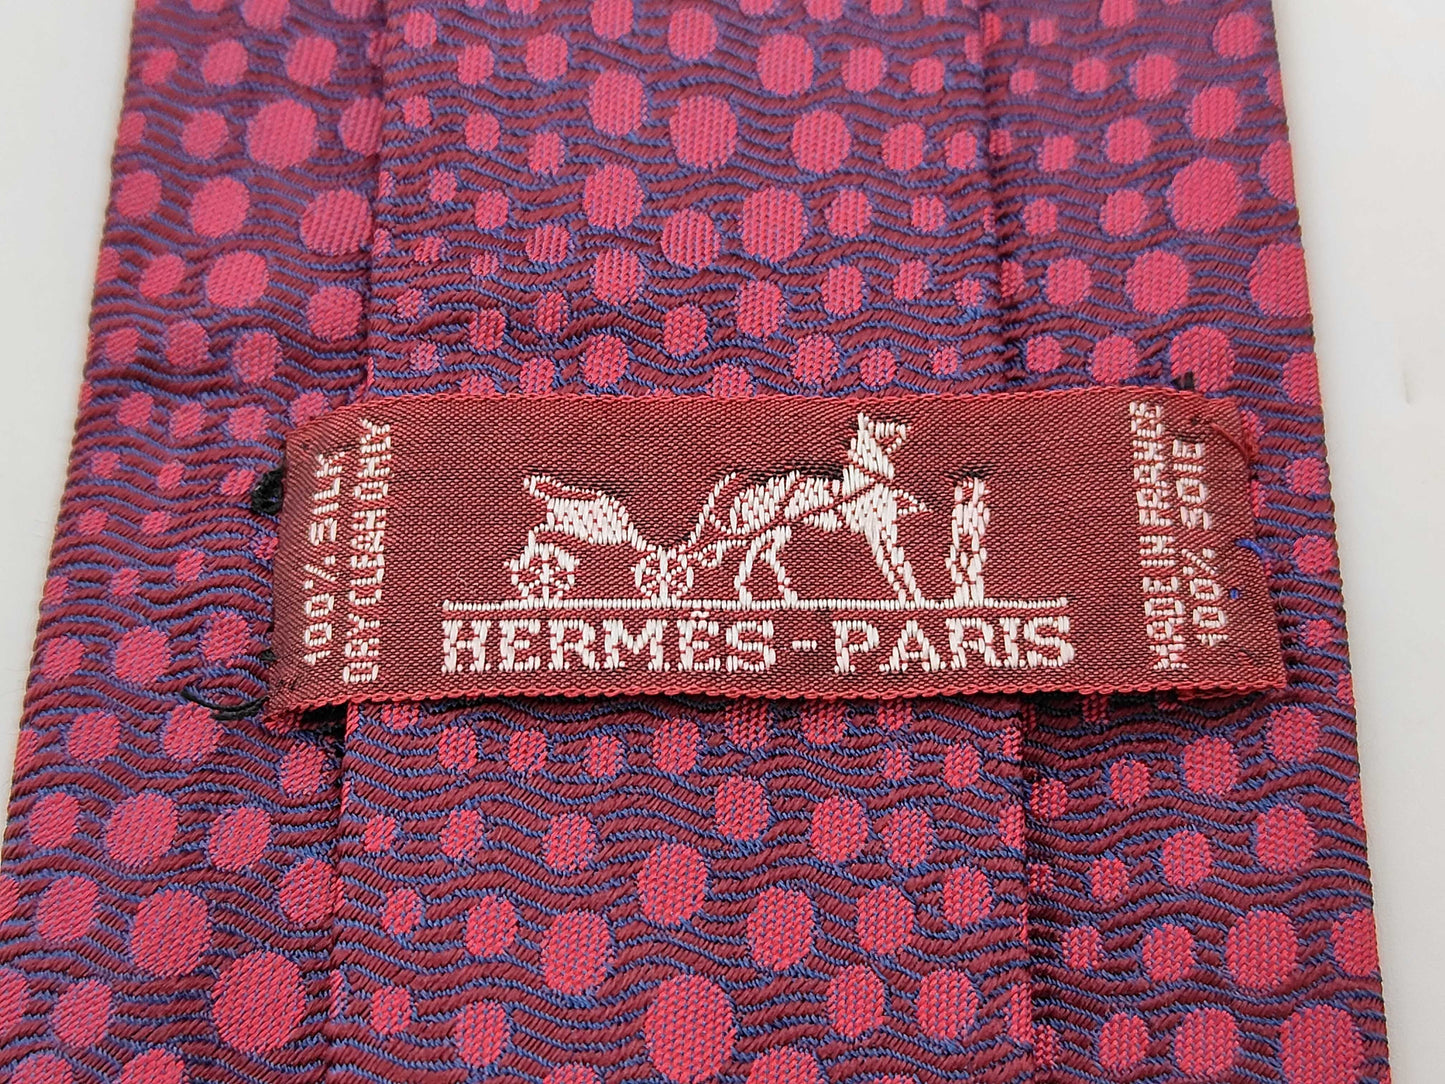 100% SILK
DRY CLEAN ONLY
HERMÈS-PARIS
MADE IN FRANCE
100% SOIE